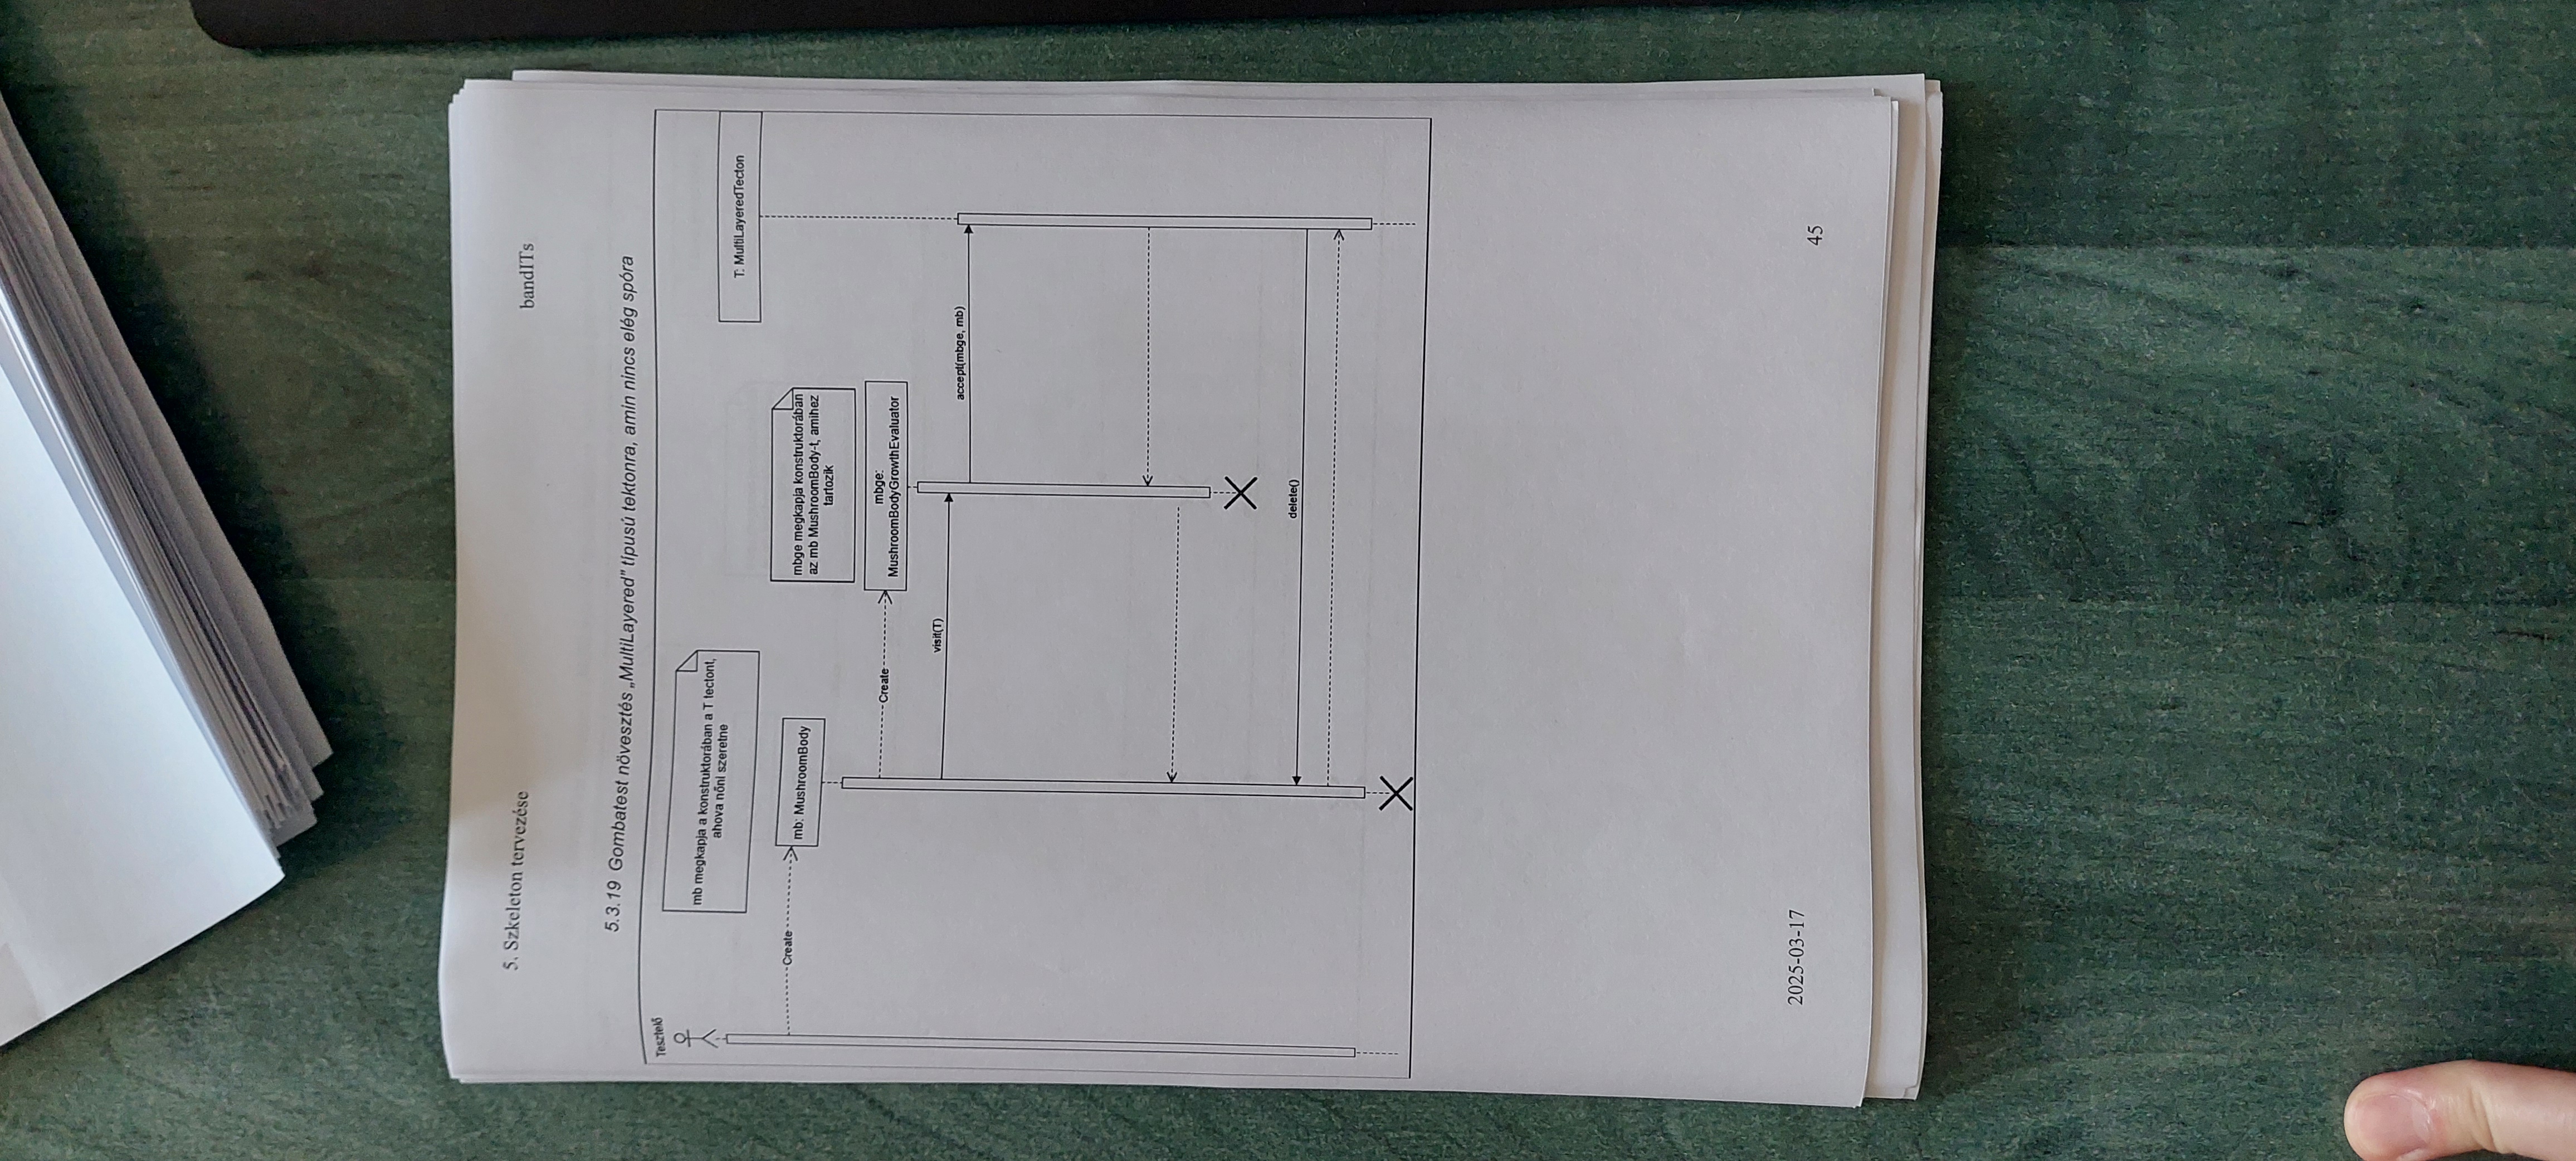 5. Szkeleton tervezése
bandITs
5.3.19 Gombatest növesztés „MultiLayered” típusú tektonra, amin nincs elég spóra
Tesztelő
mb megkapja a konstruktorában a T tectont,
ahova nőni szeretne
T: MultiLayeredTecton
Create
mb: MushroomBody
mbge megkapja konstruktorában
az mb MushroomBody-t, amihez
tartozik
Create
mbge:
MushroomBodyGrowthEvaluator
visit(T)
accept(mbge, mb)
delete()
2025-03-17
45